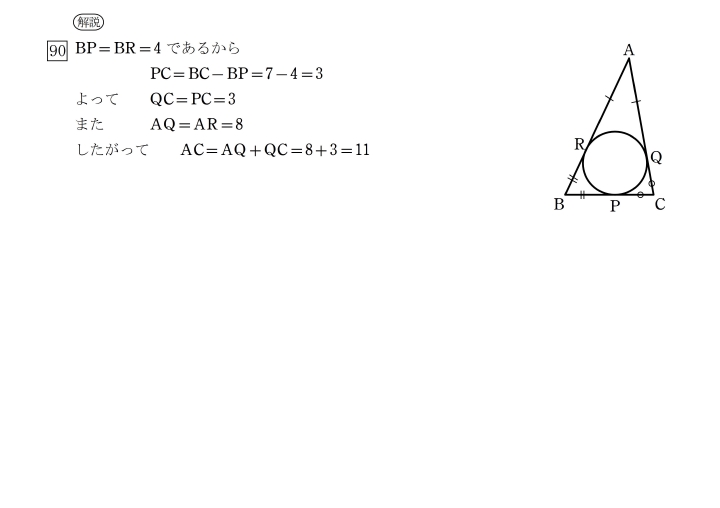 解説
90 BP=BR=4 であるから
PC=BC-BP=7-4=3
よって QC=PC=3
また AQ=AR=8
したがって AC=AQ+QC=8+3=11
A
R
Q
B
P
C